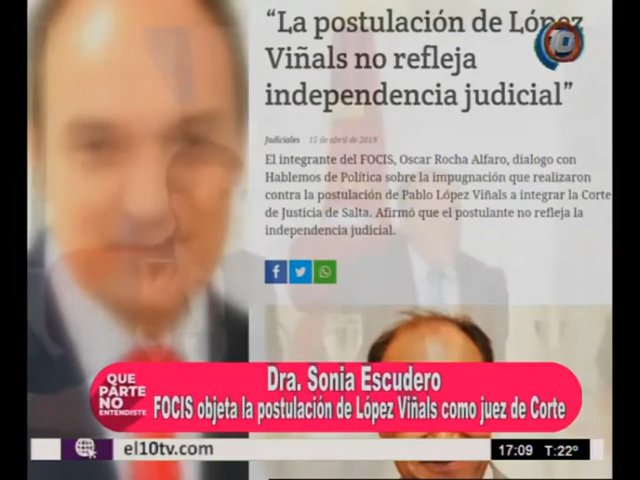 “La postulación de López
Viñals no refleja
independencia judicial”
10
Judiciales 15 de abril de 2019
El integrante del FOCIS, Oscar Rocha Alfaro, dialogo con
Hablemos de Política sobre la impugnación que realizaron
contra la postulación de Pablo López Viñals a integrar la Corte
de Justicia de Salta. Afirmó que el postulante no refleja la
independencia judicial.
QUE
PARTE
NO
ENTENDISTE
Dra. Sonia Escudero
FOCIS objeta la postulación de López Viñals como juez de Corte
el10tv.com
17:09 T:22°